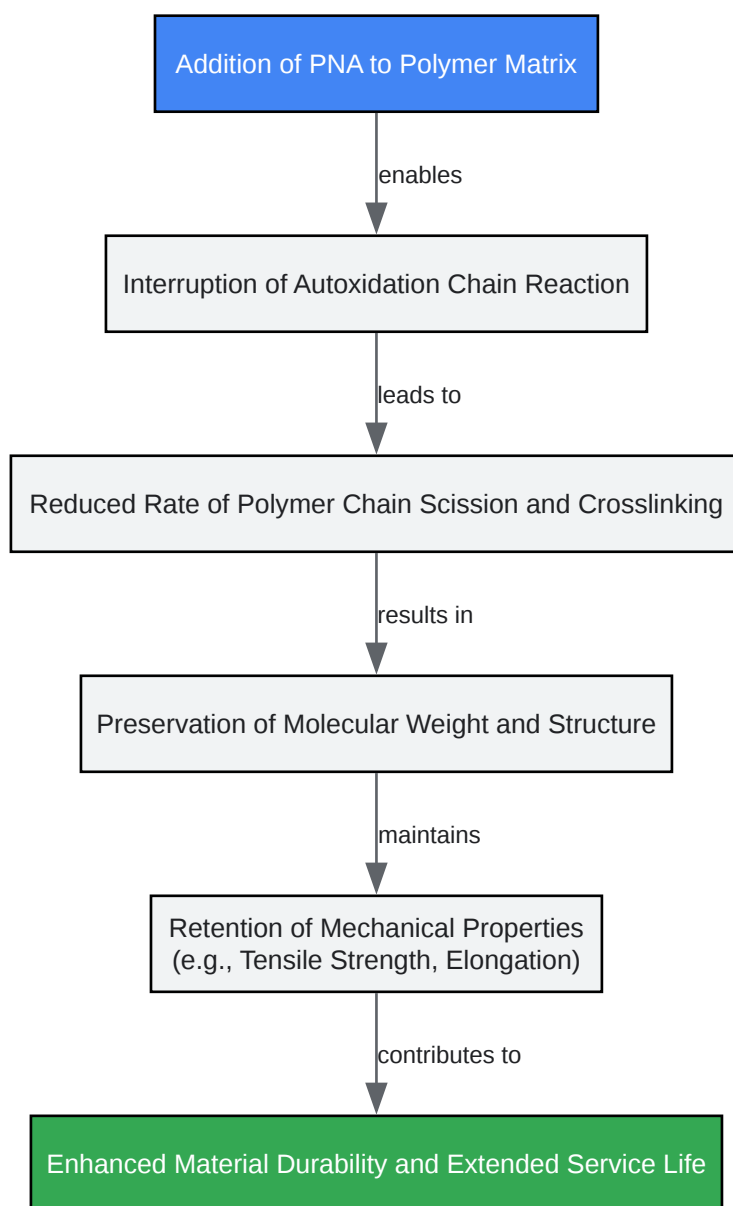 Addition of PNA to Polymer Matrix
enables
Interruption of Autoxidation Chain Reaction
leads to
Reduced Rate of Polymer Chain Scission and Crosslinking
results in
Preservation of Molecular Weight and Structure
maintains
Retention of Mechanical Properties
(e.g., Tensile Strength, Elongation)
contributes to
Enhanced Material Durability and Extended Service Life